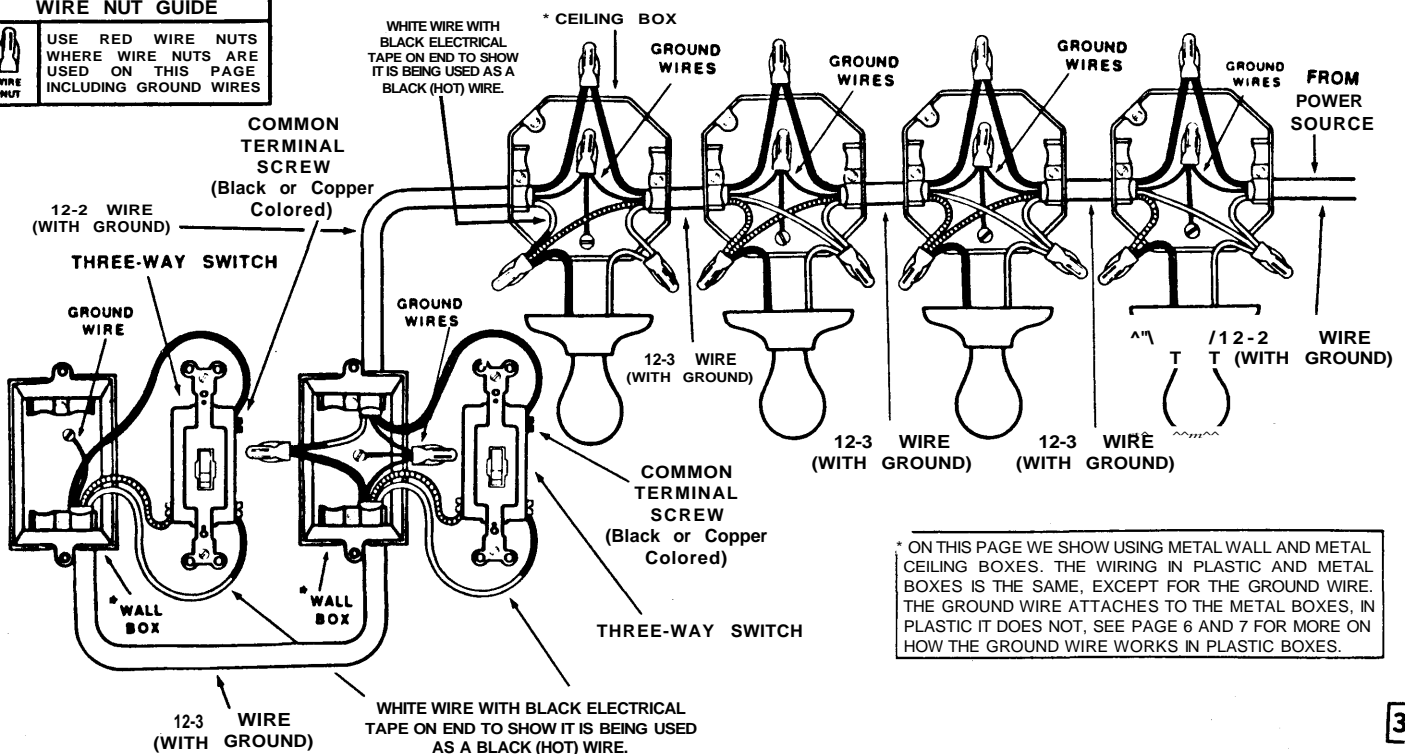 WIRE NUT GUIDE
WIRE
NUT
USE RED WIRE NUTS
WHERE WIRE NUTS ARE
USED ON THIS PAGE
INCLUDING GROUND WIRES
WHITE WIRE WITH
BLACK ELECTRICAL
TAPE ON END TO SHOW
IT IS BEING USED AS A
BLACK (HOT) WIRE.
* CEILING BOX
GROUND
WIRES
GROUND
WIRES
GROUND
WIRES
GROUND
WIRES
FROM
POWER
SOURCE
COMMON
TERMINAL
SCREW
(Black or Copper
Colored)
12-2 WIRE
(WITH GROUND)
THREE-WAY SWITCH
GROUND
WIRE
GROUND
WIRES
12-3 WIRE
(WITH GROUND)
12-3 WIRE
(WITH GROUND)
12-3 WIRE
(WITH GROUND)
^"\ /12-2 WIRE
T T (WITH GROUND)
COMMON
TERMINAL
SCREW
(Black or Copper
Colored)
* WALL
BOX
* WALL
BOX
THREE-WAY SWITCH
12-3 WIRE
(WITH GROUND)
WHITE WIRE WITH BLACK ELECTRICAL
TAPE ON END TO SHOW IT IS BEING USED
AS A BLACK (HOT) WIRE.
* ON THIS PAGE WE SHOW USING METAL WALL AND METAL
CEILING BOXES. THE WIRING IN PLASTIC AND METAL
BOXES IS THE SAME, EXCEPT FOR THE GROUND WIRE.
THE GROUND WIRE ATTACHES TO THE METAL BOXES, IN
PLASTIC IT DOES NOT, SEE PAGE 6 AND 7 FOR MORE ON
HOW THE GROUND WIRE WORKS IN PLASTIC BOXES.